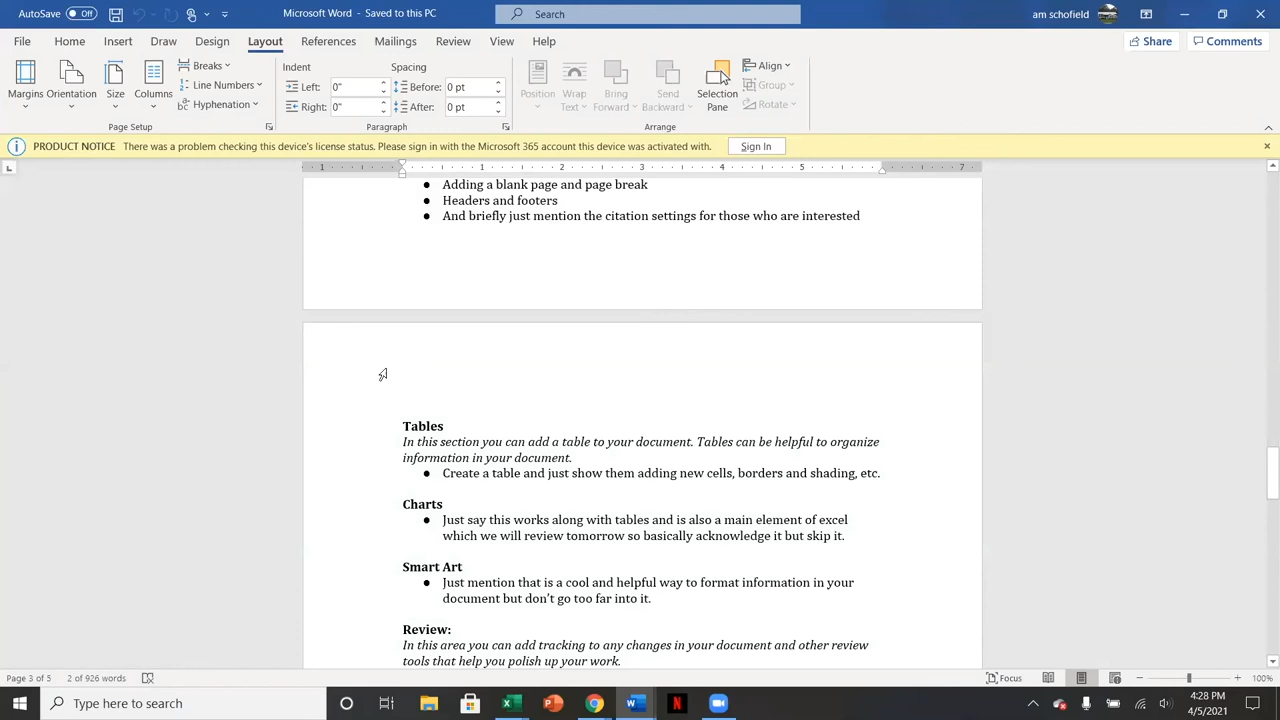 AutoSave Off Microsoft Word - Saved to this PC Search am schofield
File Home Insert Draw Design Layout References Mailings Review View Help Share Comments
Margins Orientation Size Columns
Breaks
Line Numbers
Hyphenation
Page Setup
Indent
Left: 0"
Right: 0"
Spacing
Before: 0 pt
After: 0 pt
Paragraph
Position
Wrap Text
Bring Forward
Send Backward
Selection Pane
Align
Group
Rotate
Arrange
PRODUCT NOTICE There was a problem checking this device's license status. Please sign in with the Microsoft 365 account this device was activated with. Sign In
1 1 2 3 4 5 7
● Adding a blank page and page break
● Headers and footers
● And briefly just mention the citation settings for those who are interested
Tables
In this section you can add a table to your document. Tables can be helpful to organize
information in your document.
● Create a table and just show them adding new cells, borders and shading, etc.
Charts
● Just say this works along with tables and is also a main element of excel
which we will review tomorrow so basically acknowledge it but skip it.
Smart Art
● Just mention that is a cool and helpful way to format information in your
document but don't go too far into it.
Review:
In this area you can add tracking to any changes in your document and other review
tools that help you polish up your work.
Page 3 of 5 2 of 926 words Focus 100%
Type here to search
4:28 PM
4/5/2021